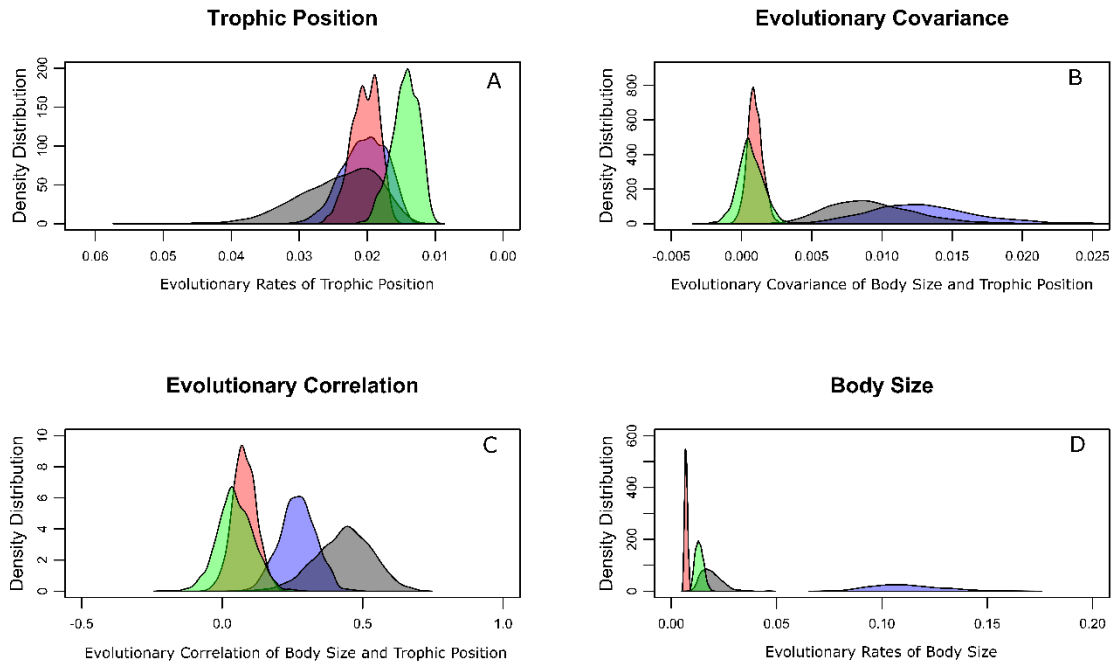 Trophic Position
A
Density Distribution
0 50 100 150 200
0.06 0.05 0.04 0.03 0.02 0.01 0.00
Evolutionary Rates of Trophic Position
Evolutionary Covariance
B
Density Distribution
0 200 400 600 800
-0.005 0.000 0.005 0.010 0.015 0.020 0.025
Evolutionary Covariance of Body Size and Trophic Position
Evolutionary Correlation
C
Density Distribution
0 2 4 6 8 10
-0.5 0.0 0.5 1.0
Evolutionary Correlation of Body Size and Trophic Position
Body Size
D
Density Distribution
0 200 400 600
0.00 0.05 0.10 0.15 0.20
Evolutionary Rates of Body Size